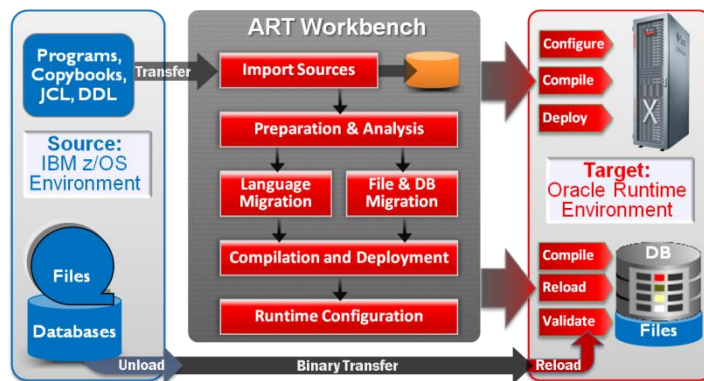 Programs,
Copybooks,
JCL, DDL
Transfer
Source:
IBM z/OS
Environment
Files
Databases
Unload
ART Workbench
Import Sources
Preparation & Analysis
Language
Migration
File & DB
Migration
Compilation and Deployment
Runtime Configuration
Binary Transfer
Configure
Compile
Deploy
X
Target:
Oracle Runtime
Environment
Compile
Reload
Validate
DB
Files
Reload